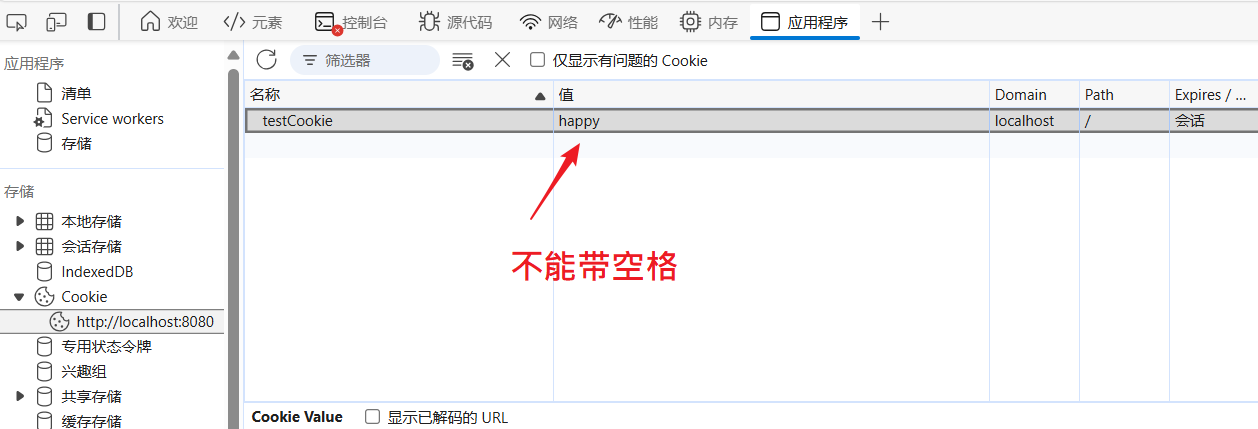 欢迎 元素 控制台 源代码 网络 性能 内存 应用程序
应用程序
清单
Service workers
存储
存储
本地存储
会话存储
IndexedDB
Cookie
http://localhost:8080
专用状态令牌
兴趣组
共享存储
缓存存储
筛选器 仅显示有问题的 Cookie
名称 值 Domain Path Expires / ...
testCookie happy localhost / 会话
不能带空格
Cookie Value 显示已解码的 URL